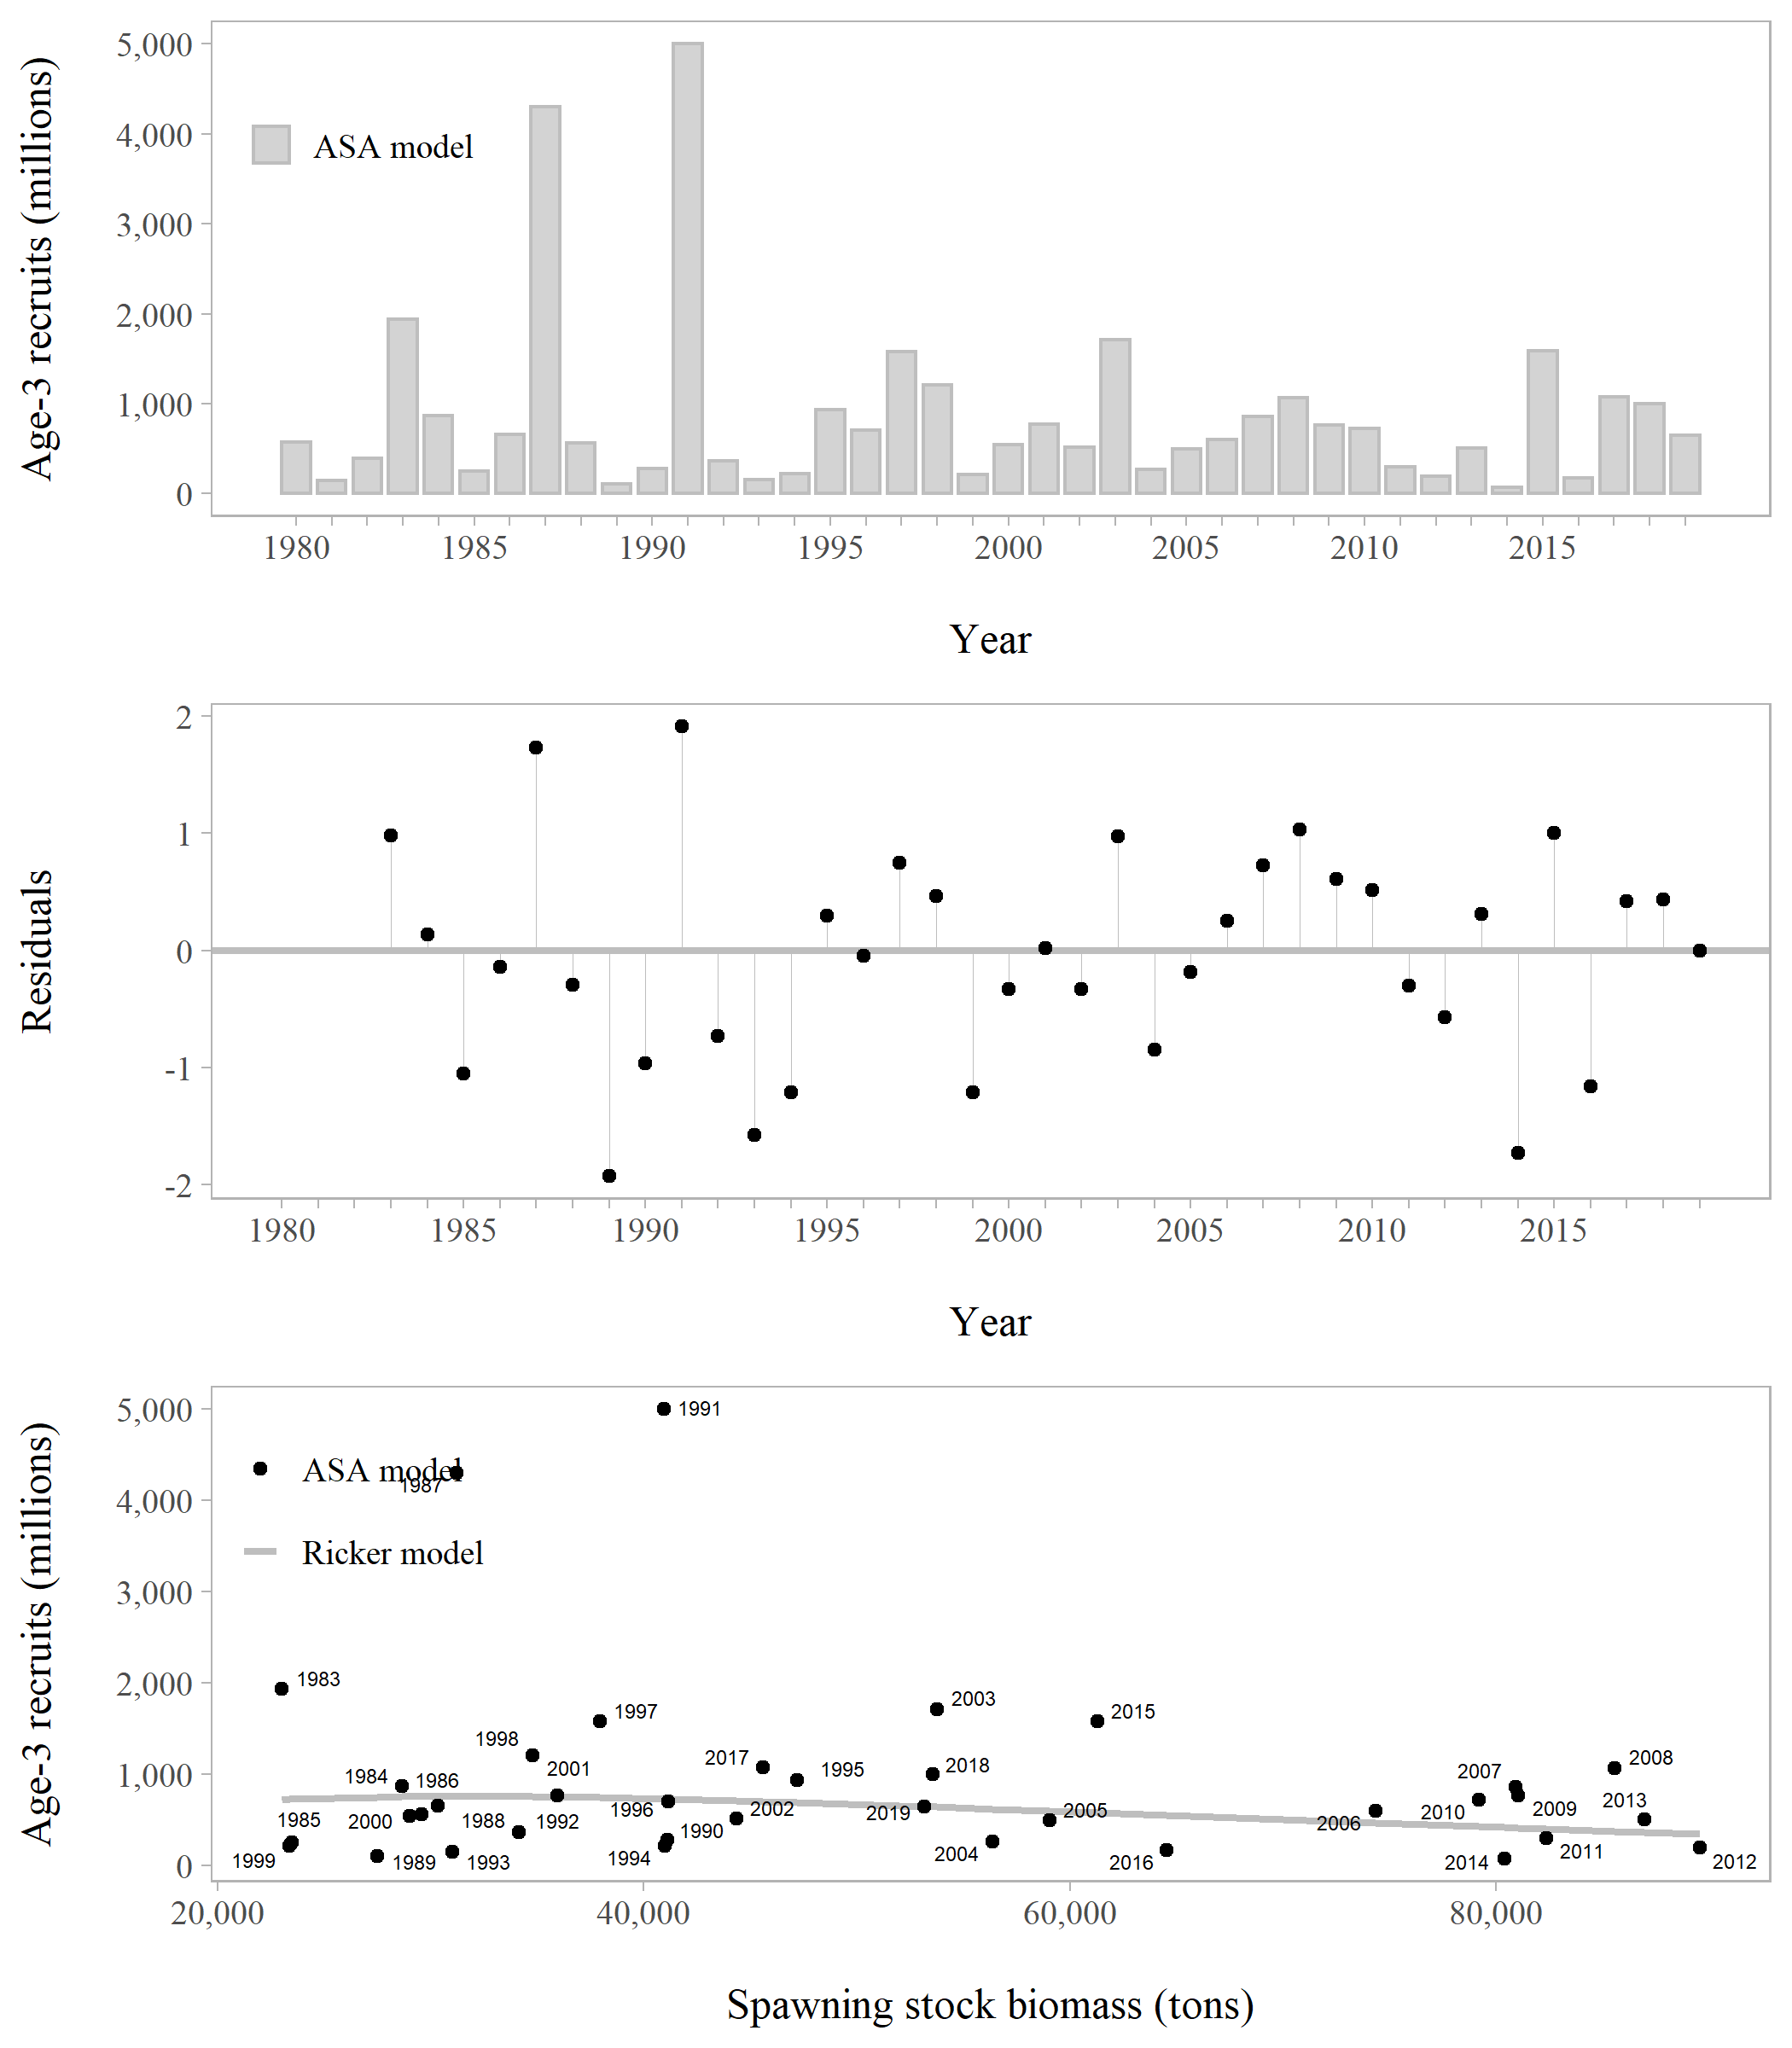 Age-3 recruits (millions)
5,000
4,000
3,000
2,000
1,000
0
ASA model
1980 1985 1990 1995 2000 2005 2010 2015
Year
Residuals
2
1
0
-1
-2
1980 1985 1990 1995 2000 2005 2010 2015
Year
Age-3 recruits (millions)
5,000
4,000
3,000
2,000
1,000
0
1991
ASA model
1987
Ricker model
1983
2003
1997 2015
1998
2017 2008
2018
2001 1995 2007
1984 1986
2013
1996 2002 2019 2005 2010 2009
1985 2000 1988 1992 2006
1990
1999 1989 1993 1994 2004 2016 2014 2011 2012
20,000 40,000 60,000 80,000
Spawning stock biomass (tons)